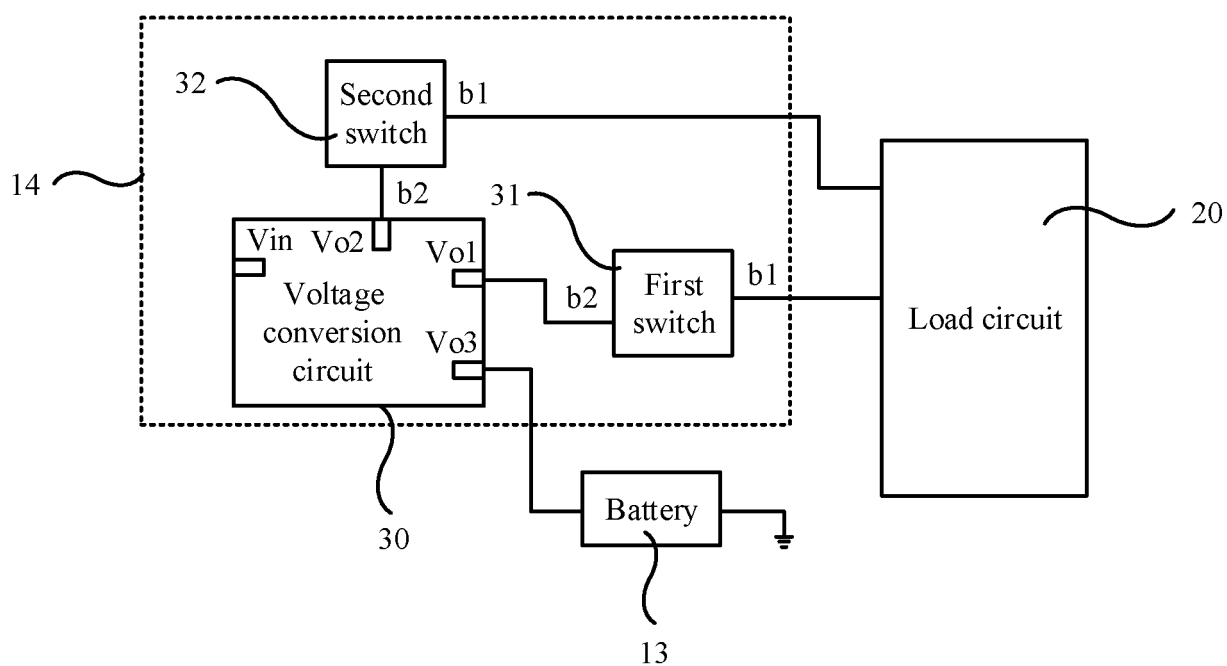 32
Second
switch
b1
14
b2
31
20
Vin
Vo2
Vo1
b2
First
switch
b1
Voltage
conversion
circuit
Vo3
Load circuit
30
Battery
13